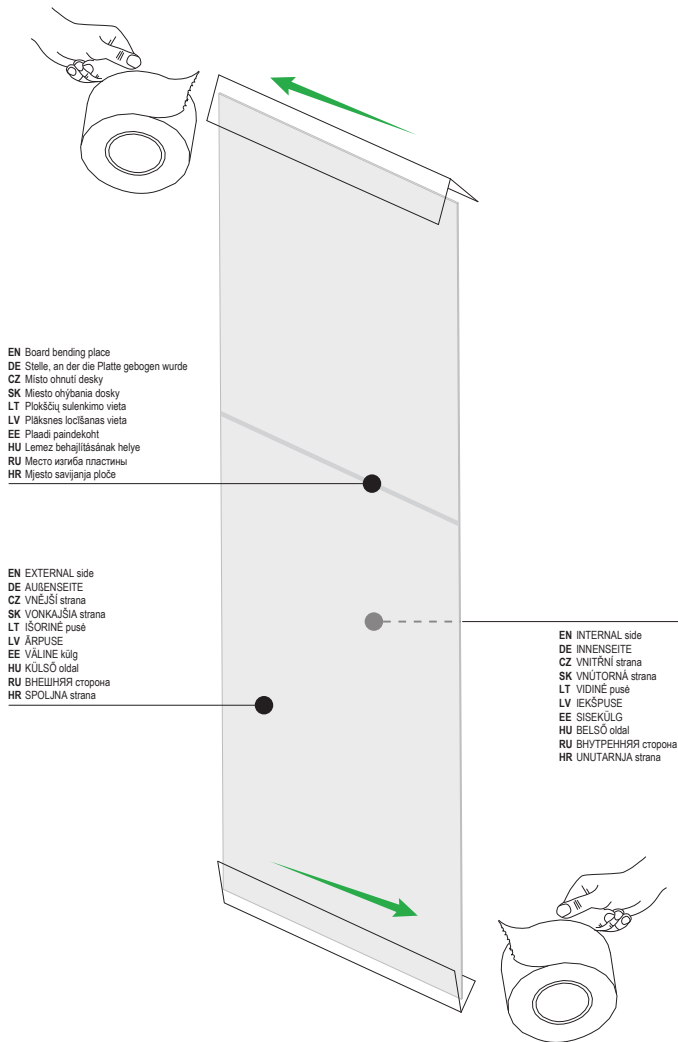 EN Board bending place
DE Stelle, an der die Platte gebogen wurde
CZ Místo ohnutí desky
SK Miesto ohýbania dosky
LT Plokščių sulenkimo vieta
LV Plāksnes locīšanas vieta
EE Plaadi paindekoht
HU Lemez behajlításának helye
RU Место изгиба пластины
HR Mjesto savijanja ploče
EN EXTERNAL side
DE AUßENSEITE
CZ VNĚJŠÍ strana
SK VONKAJŠIA strana
LT IŠORINĖ pusė
LV ĀRPUSE
EE VÄLINE külg
HU KÜLSŐ oldal
RU ВНЕШНЯЯ сторона
HR SPOLJNA strana
EN INTERNAL side
DE INNENSEITE
CZ VNITŘNÍ strana
SK VNÚTORNÁ strana
LT VIDINĖ pusė
LV IEKŠPUSE
EE SISEKÜLG
HU BELSŐ oldal
RU ВНУТРЕННЯЯ сторона
HR UNUTARNJA strana